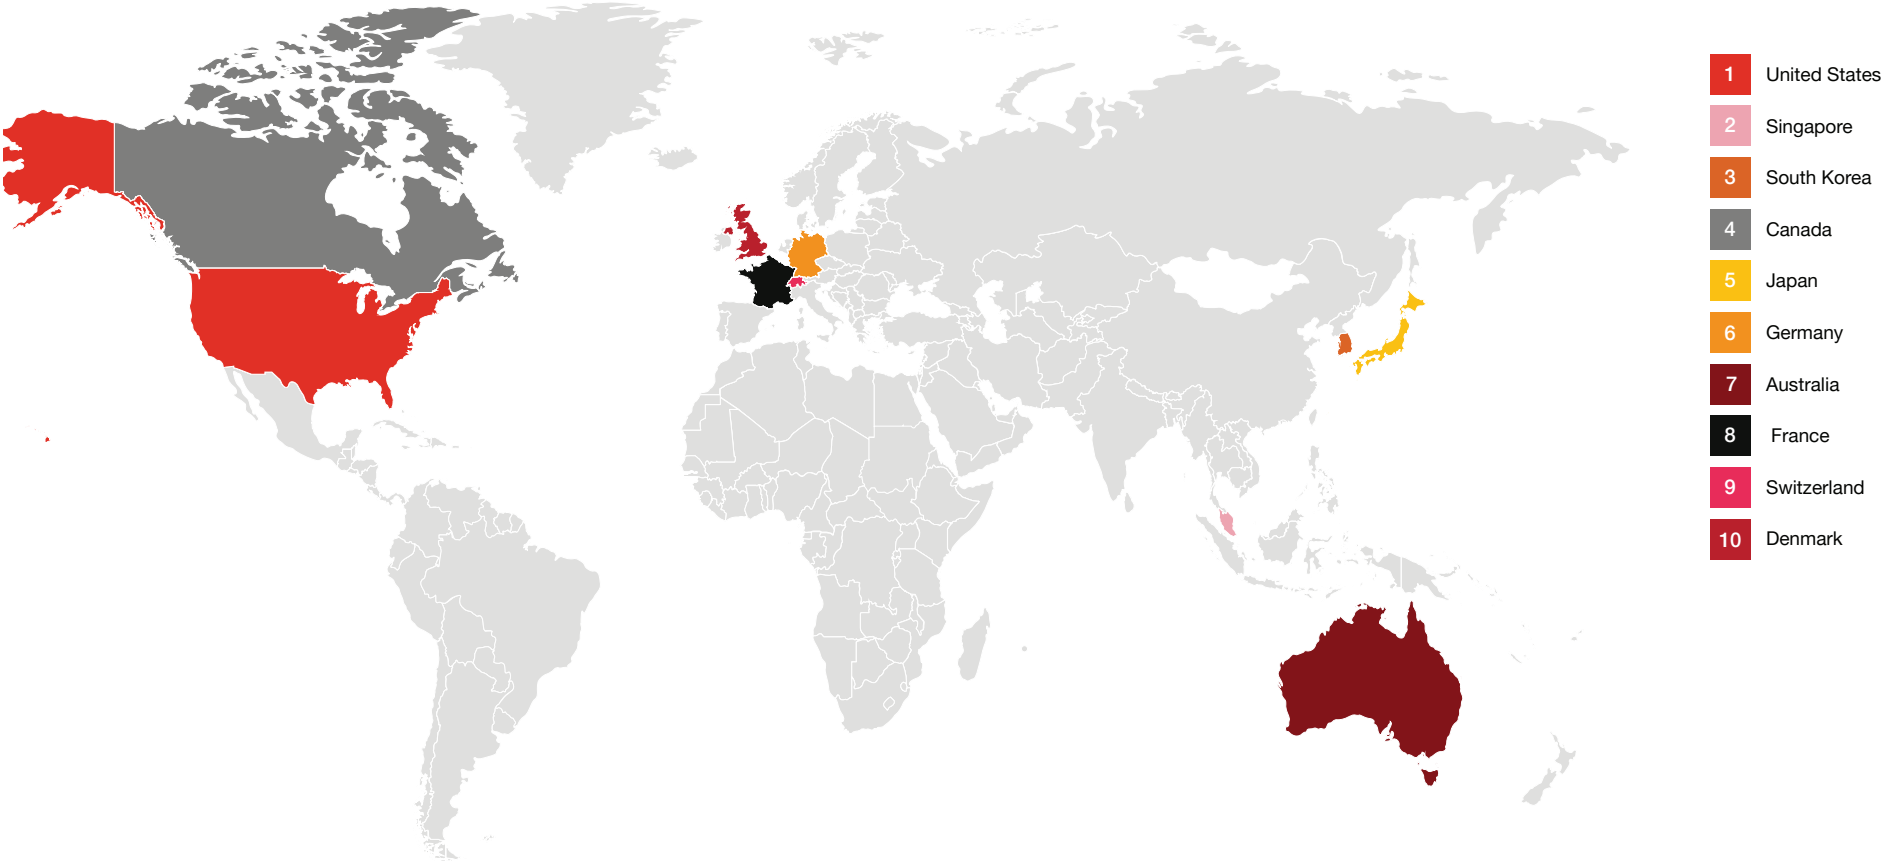 1 United States
2 Singapore
3 South Korea
4 Canada
5 Japan
6 Germany
7 Australia
8 France
9 Switzerland
10 Denmark